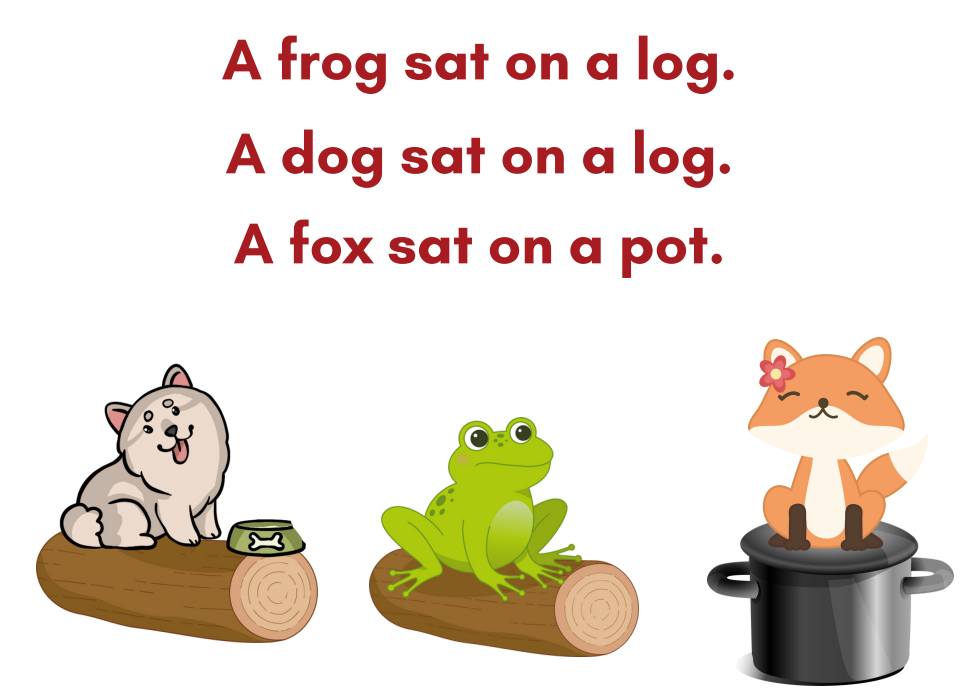 A frog sat on a log.
A dog sat on a log.
A fox sat on a pot.